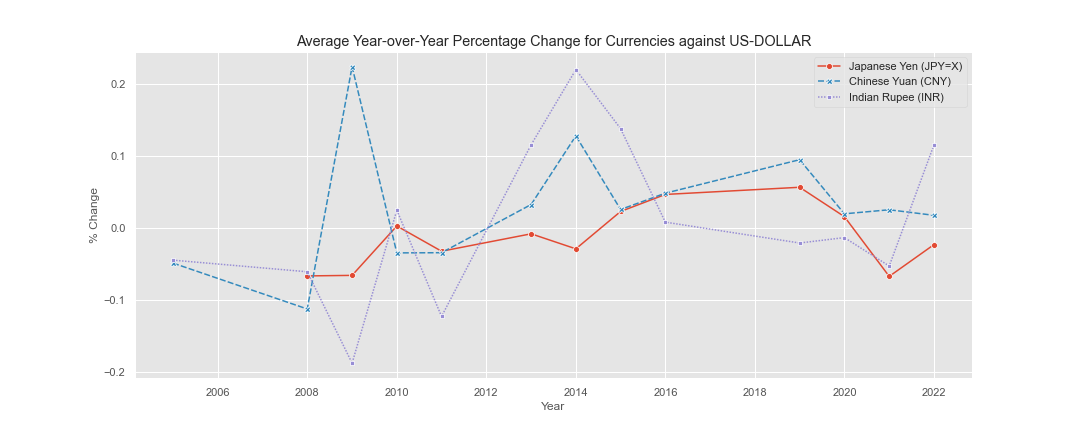 Average Year-over-Year Percentage Change for Currencies against US-DOLLAR
Japanese Yen (JPY=X)
Chinese Yuan (CNY)
Indian Rupee (INR)
% Change
0.2
0.1
0.0
−0.1
−0.2
2006 2008 2010 2012 2014 2016 2018 2020 2022
Year